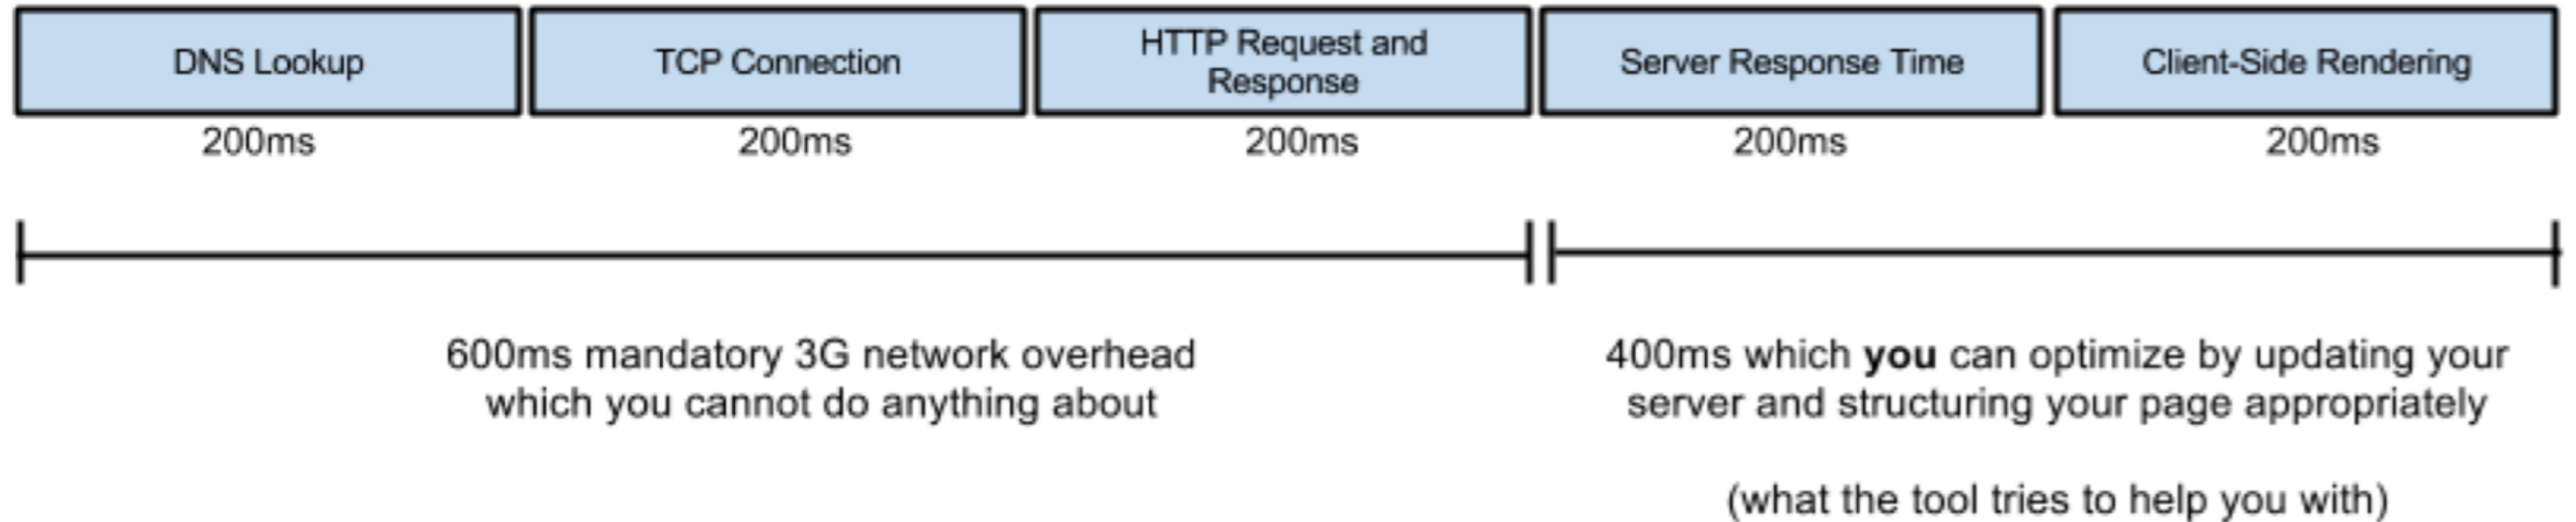 DNS Lookup
TCP Connection
HTTP Request and
Response
Server Response Time
Client-Side Rendering
200ms
200ms
200ms
200ms
200ms
600ms mandatory 3G network overhead
which you cannot do anything about
400ms which you can optimize by updating your
server and structuring your page appropriately
(what the tool tries to help you with)